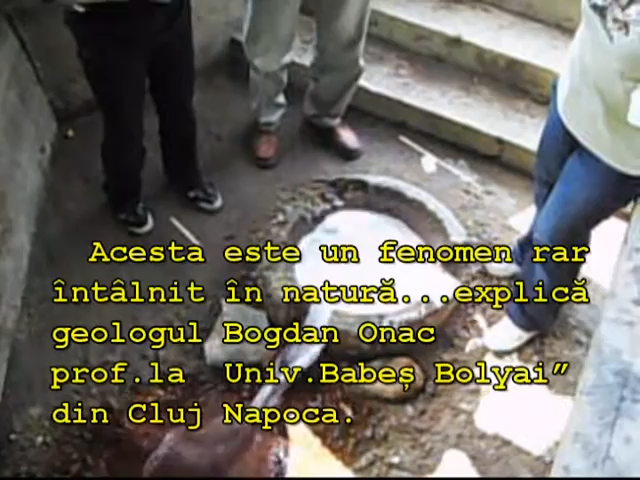 Acesta este un fenomen rar
întâlnit în natură...explică
geologul Bogdan Onac
prof.la Univ.Babeș Bolyai”
din Cluj Napoca.